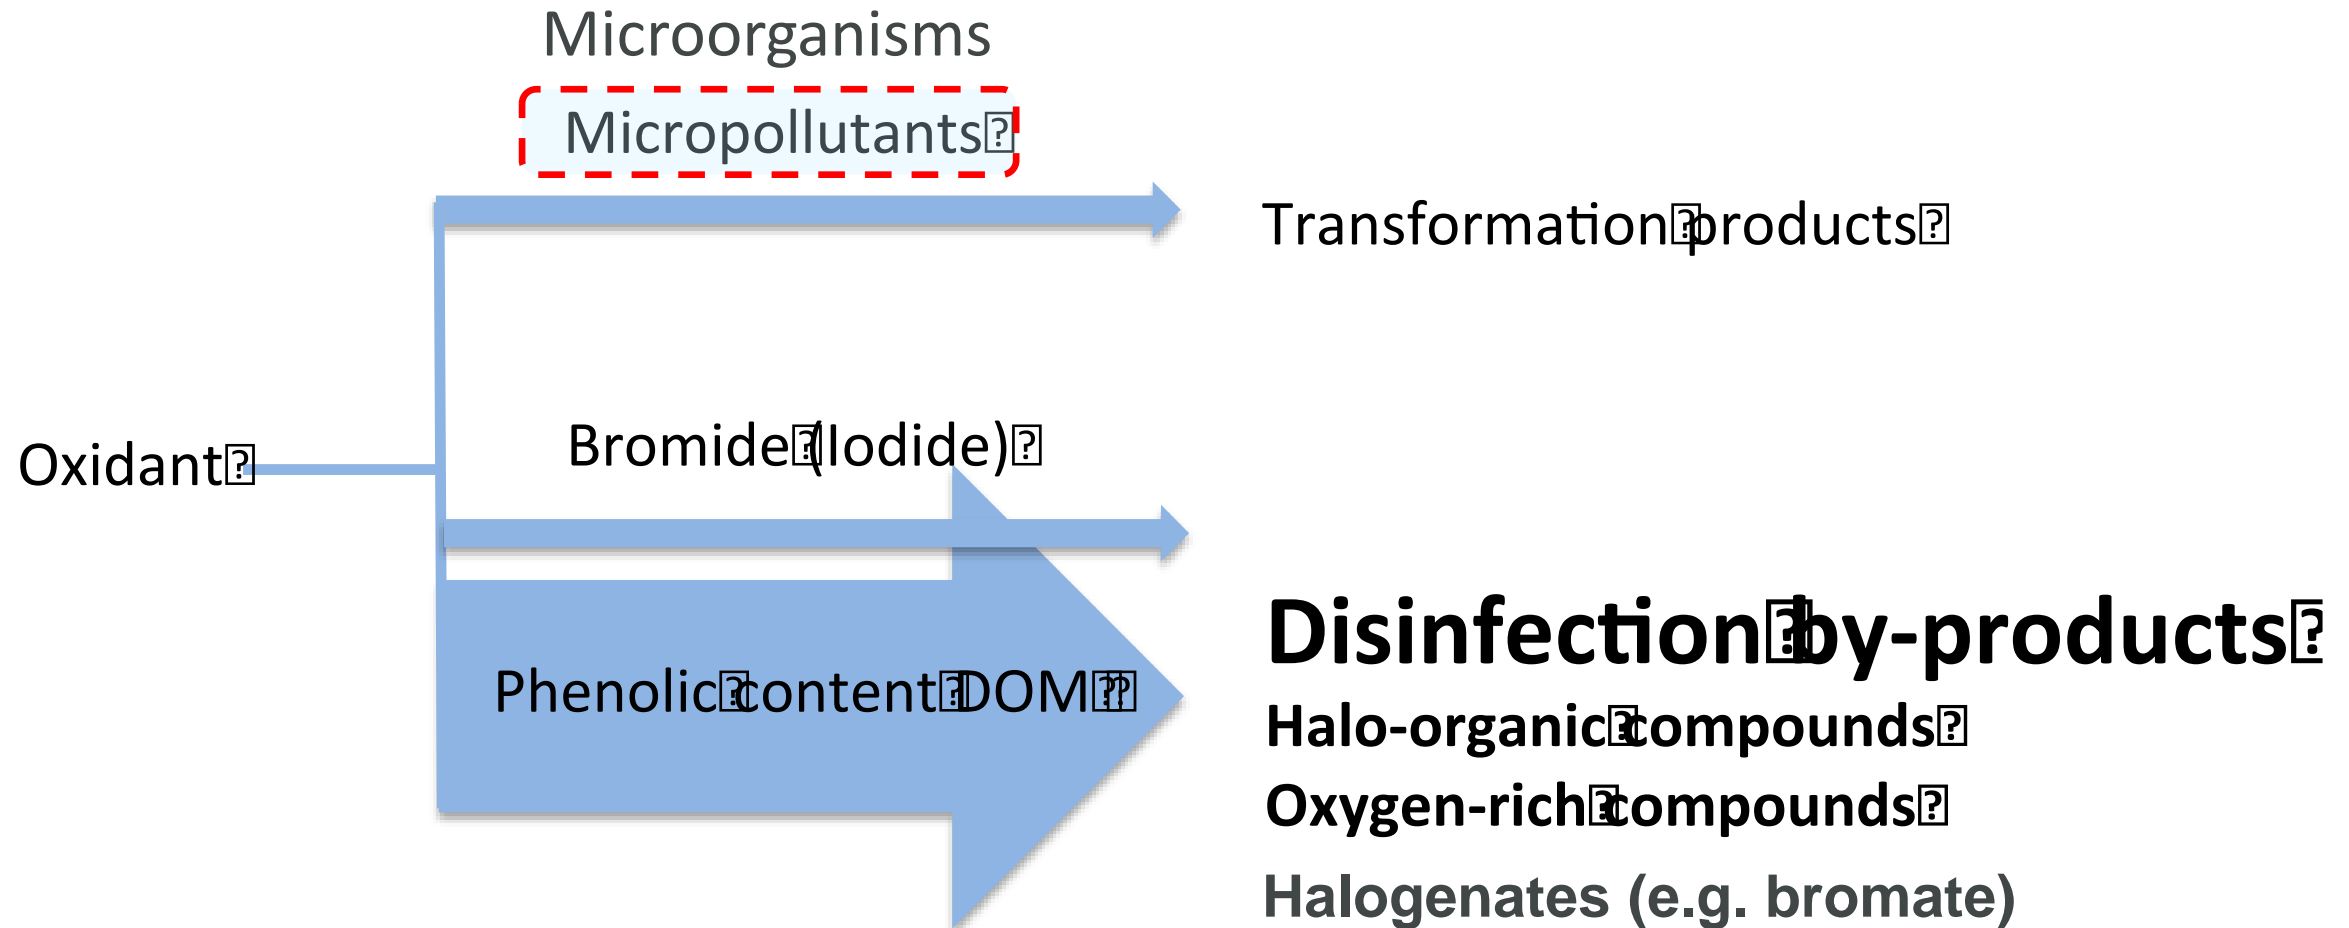 Microorganisms
Micropollutants
Transformation products
Oxidant
Bromide (Iodide)
Phenolic content DOM
Disinfection by-products
Halo-organic compounds
Oxygen-rich compounds
Halogenates (e.g. bromate)